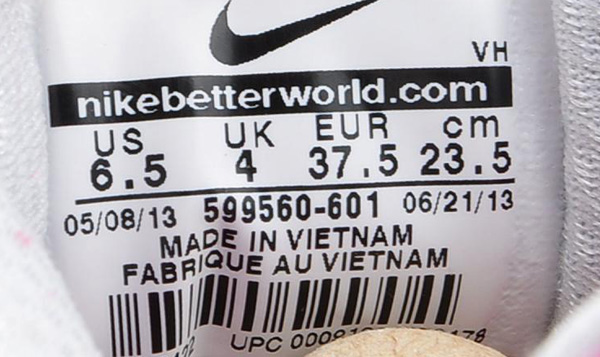 VH
nikebetterworld.com
US UK EUR cm
6.5 4 37.5 23.5
05/08/13 599560-601 06/21/13
MADE IN VIETNAM
FABRIQUE AU VIETNAM
UPC